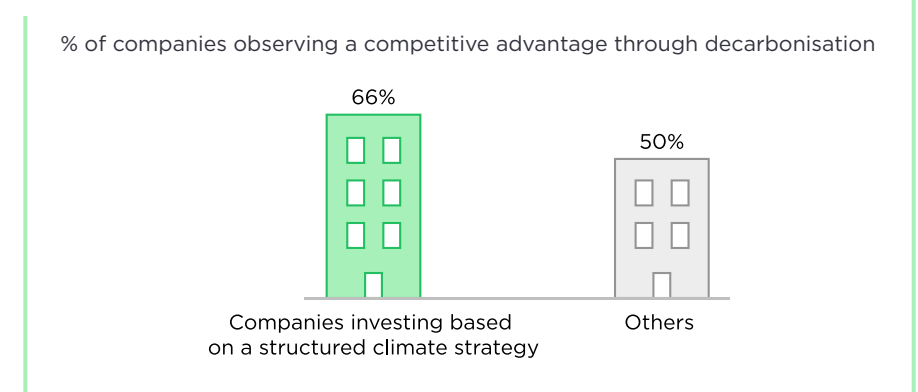 % of companies observing a competitive advantage through decarbonisation
66%
50%
Companies investing based
on a structured climate strategy
Others